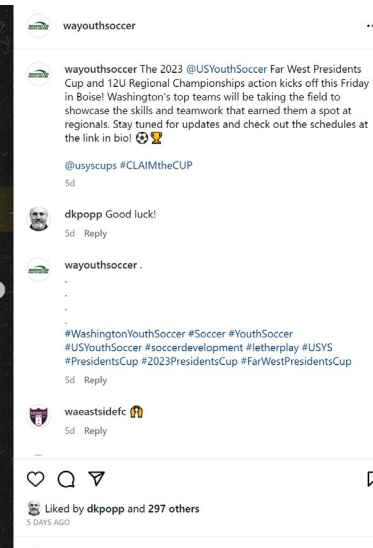 wayouthsoccer
wayouthsoccer The 2023 @USYouthSoccer Far West Presidents
Cup and 12U Regional Championships action kicks off this Friday
in Boise! Washington's top teams will be taking the field to
showcase the skills and teamwork that earned them a spot at
regionals. Stay tuned for updates and check out the schedules at
the link in bio! ⚽🏆
@usyscups #CLAIMtheCUP
5d
dkpopp Good luck!
5d Reply
wayouthsoccer .
.
.
.
.
#WashingtonYouthSoccer #Soccer #YouthSoccer
#USYouthSoccer #soccerdevelopment #letherplay #USYS
#PresidentsCup #2023PresidentsCup #FarWestPresidentsCup
5d Reply
waeastsidefc 🙌
5d Reply
Liked by dkpopp and 297 others
5 DAYS AGO